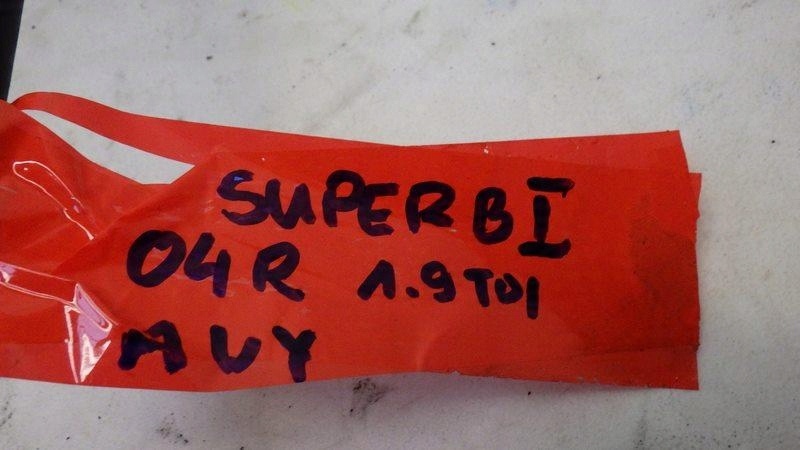 SUPERB I
04R 1.9 TDI
AVY